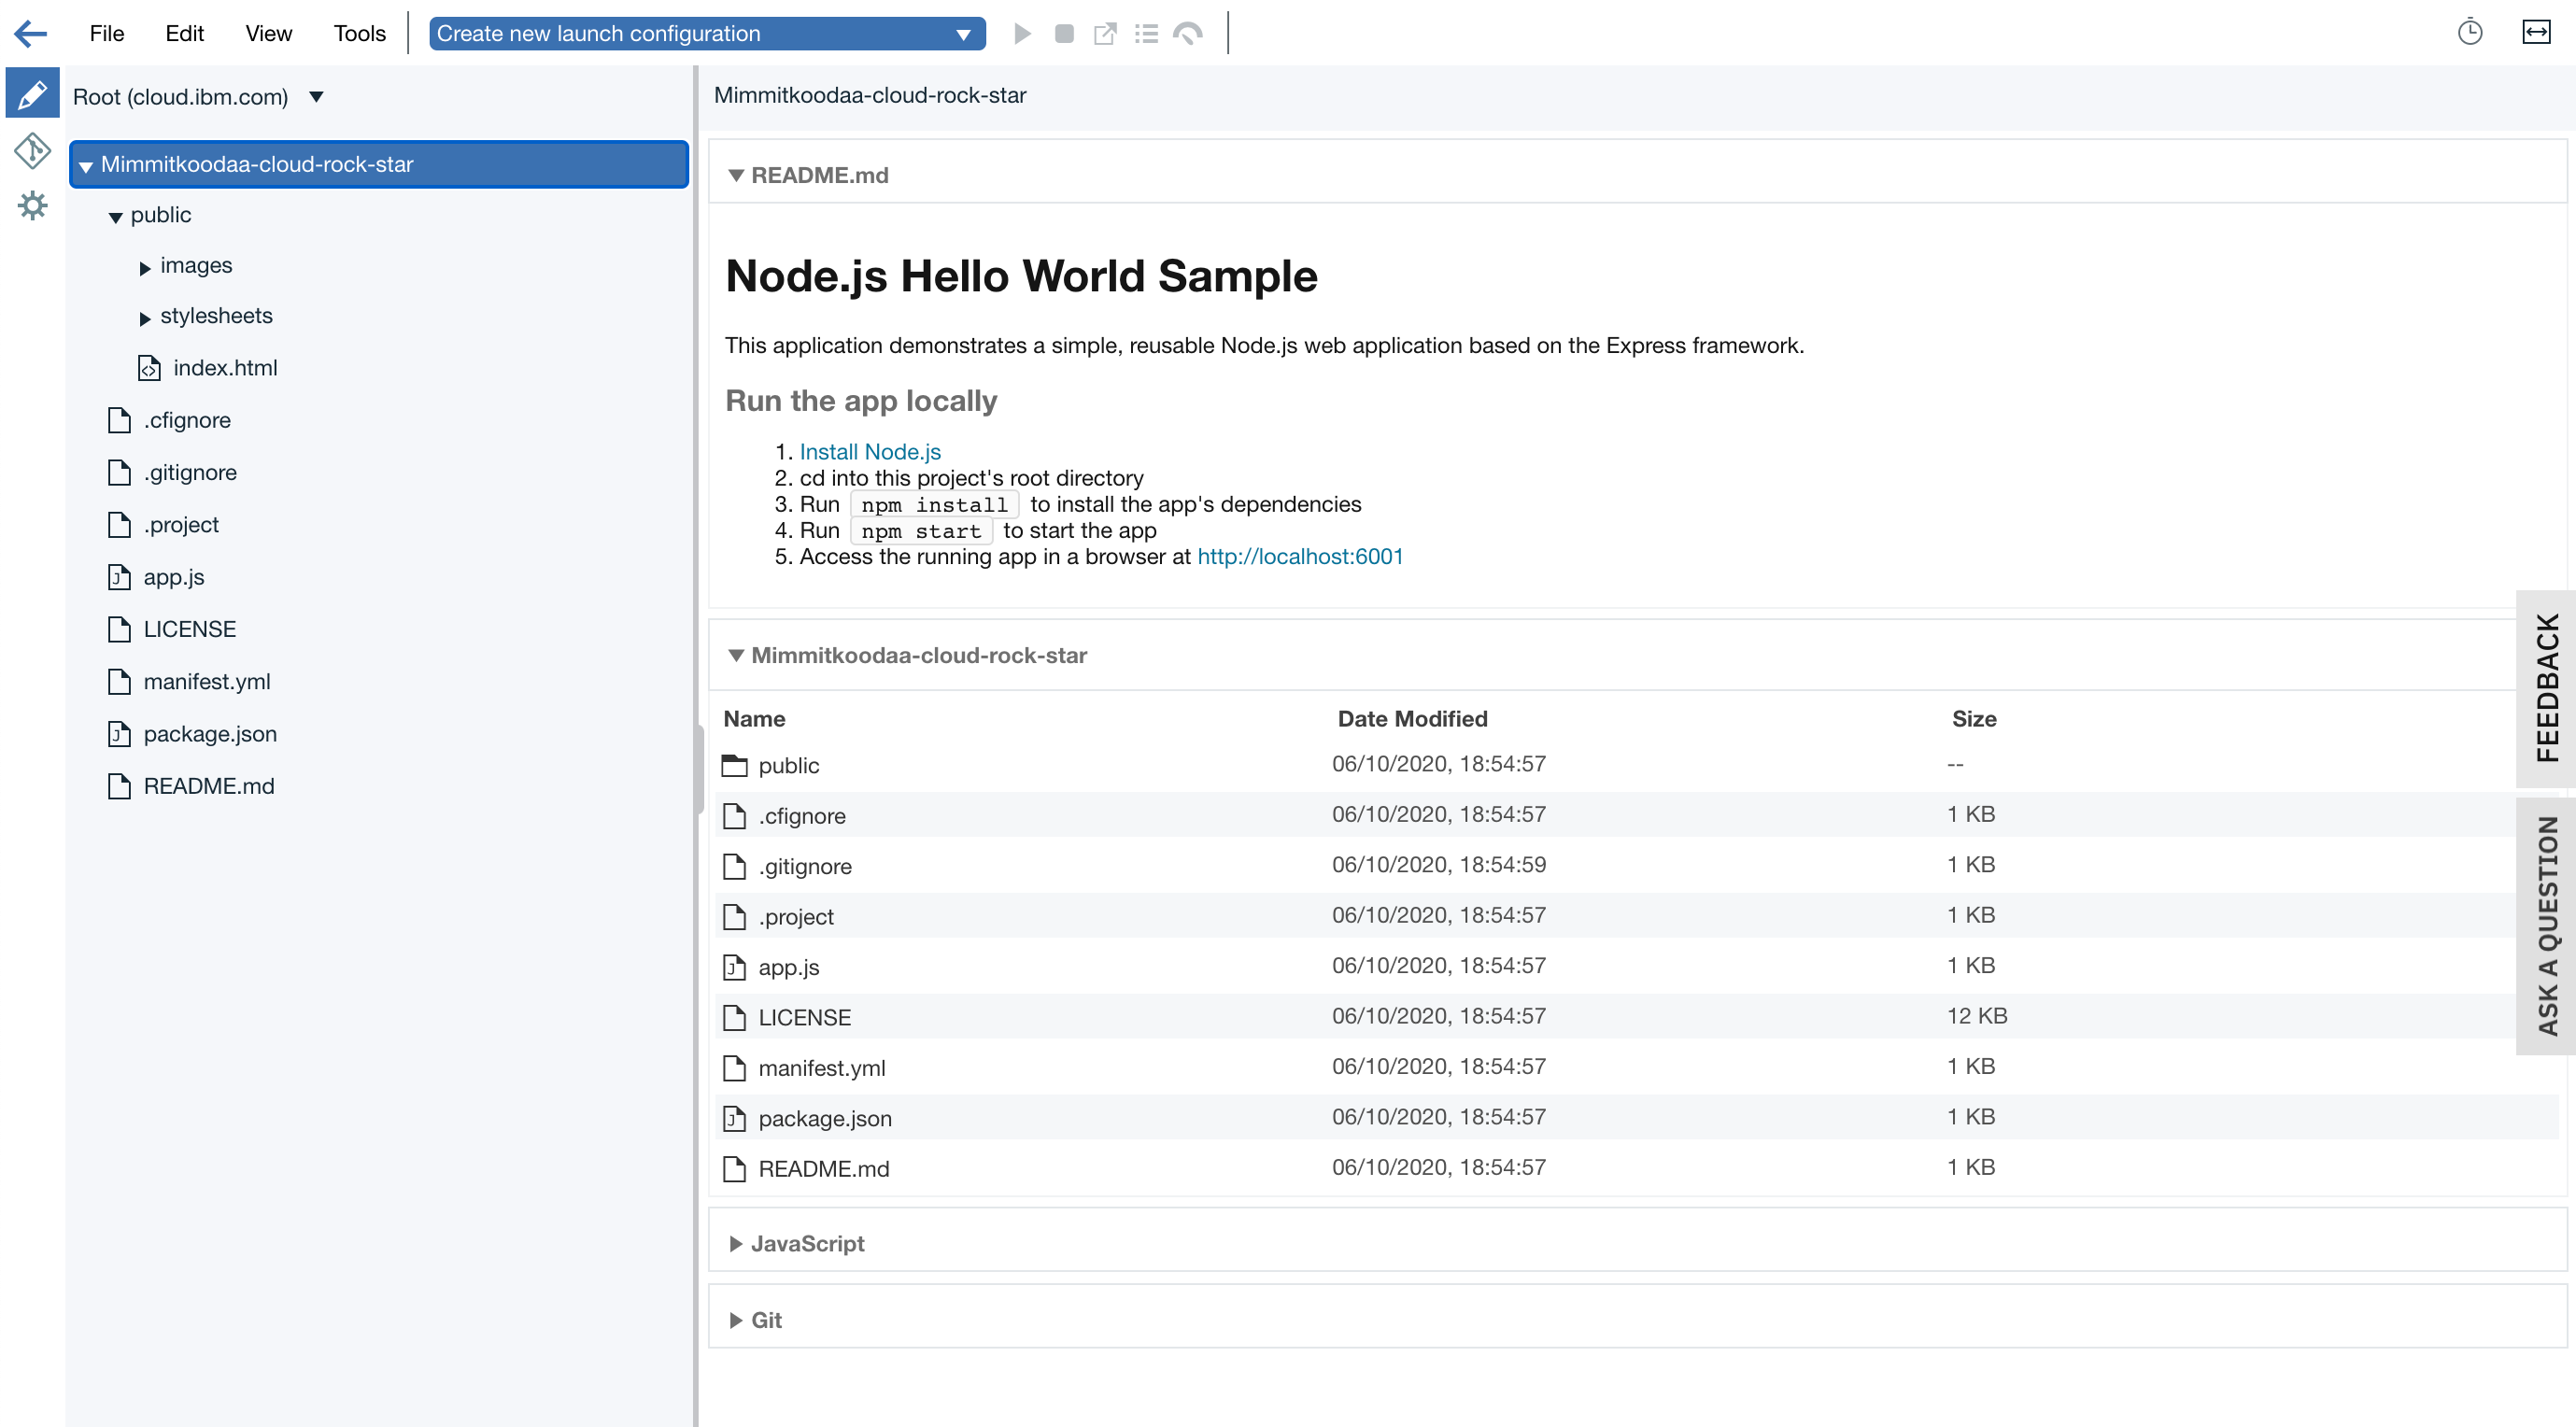 File Edit View Tools Create new launch configuration
Root (cloud.ibm.com)
Mimmitkoodaa-cloud-rock-star
public
images
stylesheets
index.html
.cfignore
.gitignore
.project
app.js
LICENSE
manifest.yml
package.json
README.md
Mimmitkoodaa-cloud-rock-star
README.md
Node.js Hello World Sample
This application demonstrates a simple, reusable Node.js web application based on the Express framework.
Run the app locally
1. Install Node.js
2. cd into this project's root directory
3. Run npm install to install the app's dependencies
4. Run npm start to start the app
5. Access the running app in a browser at http://localhost:6001
Mimmitkoodaa-cloud-rock-star
Name Date Modified Size
public 06/10/2020, 18:54:57 --
.cfignore 06/10/2020, 18:54:57 1 KB
.gitignore 06/10/2020, 18:54:59 1 KB
.project 06/10/2020, 18:54:57 1 KB
app.js 06/10/2020, 18:54:57 1 KB
LICENSE 06/10/2020, 18:54:57 12 KB
manifest.yml 06/10/2020, 18:54:57 1 KB
package.json 06/10/2020, 18:54:57 1 KB
README.md 06/10/2020, 18:54:57 1 KB
JavaScript
Git
FEEDBACK
ASK A QUESTION